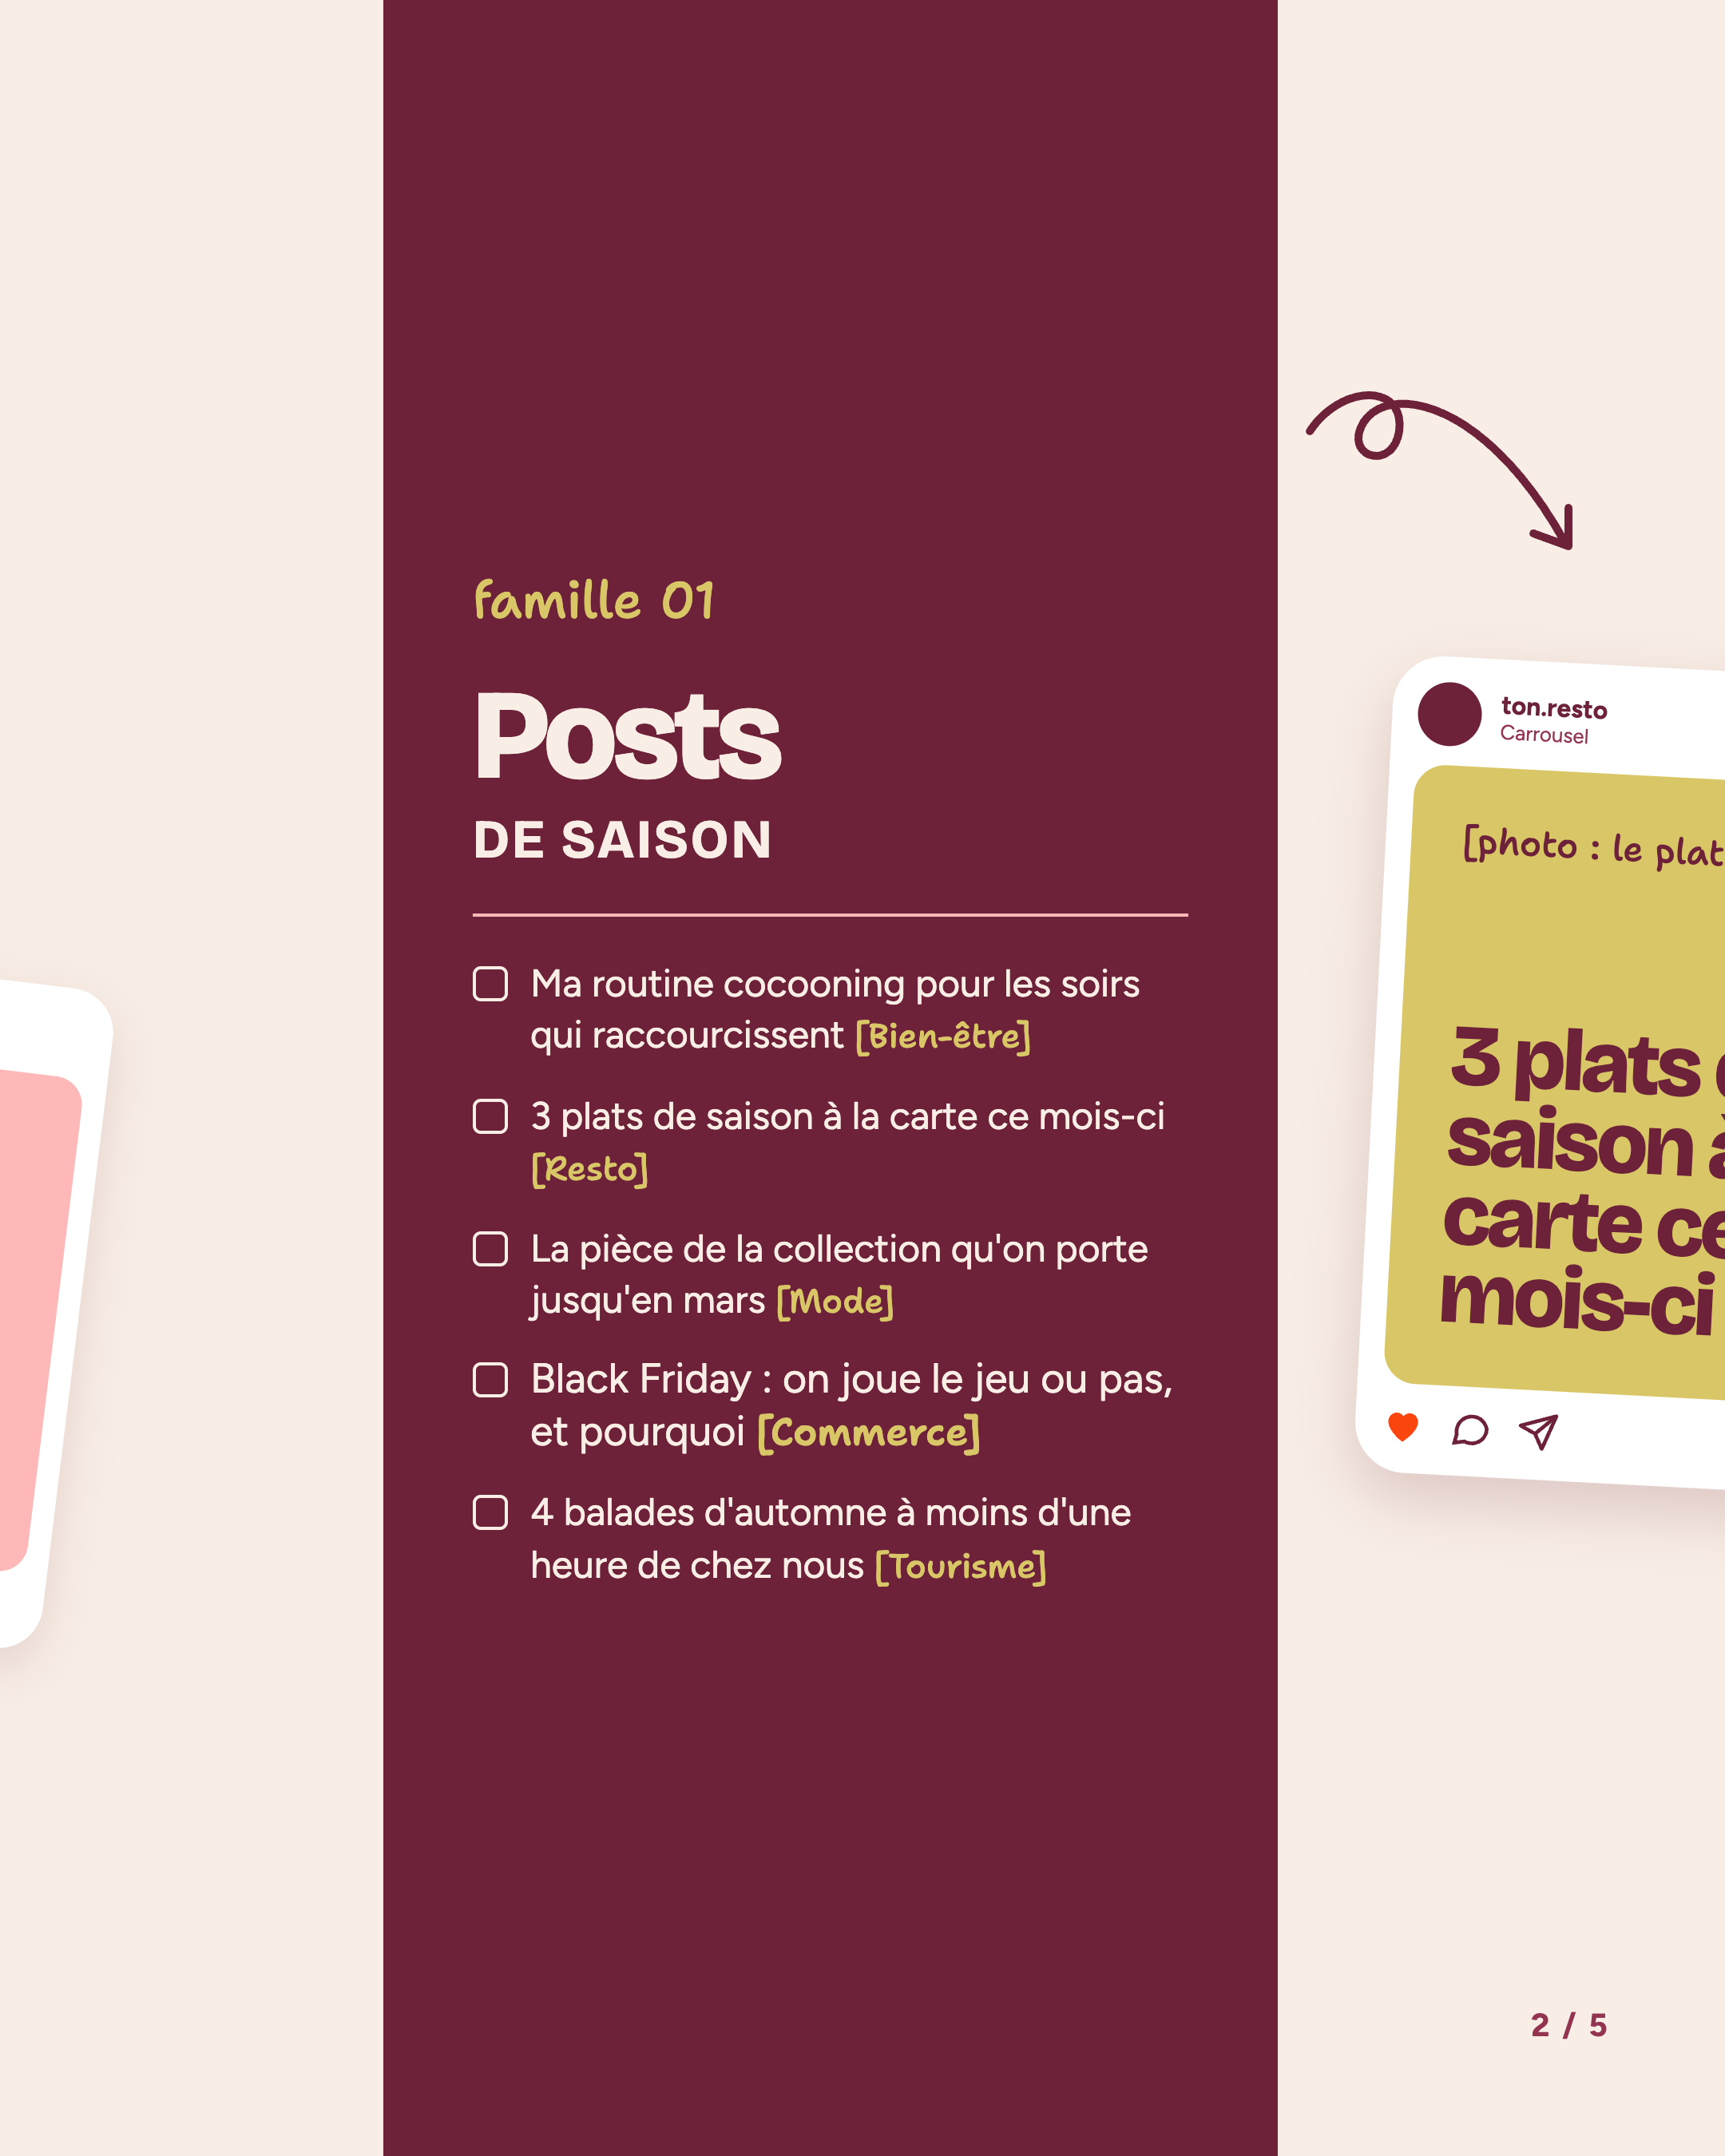 famille 01
Posts
DE SAISON
Ma routine cocooning pour les soirs
qui raccourcissent [Bien-être]
3 plats de saison à la carte ce mois-ci
[Resto]
La pièce de la collection qu'on porte
jusqu'en mars [Mode]
Black Friday : on joue le jeu ou pas,
et pourquoi [Commerce]
4 balades d'automne à moins d'une
heure de chez nous [Tourisme]
ton.resto
Carrousel
[photo : le plat
3 plats
saison à
carte ce
mois-ci
2 / 5